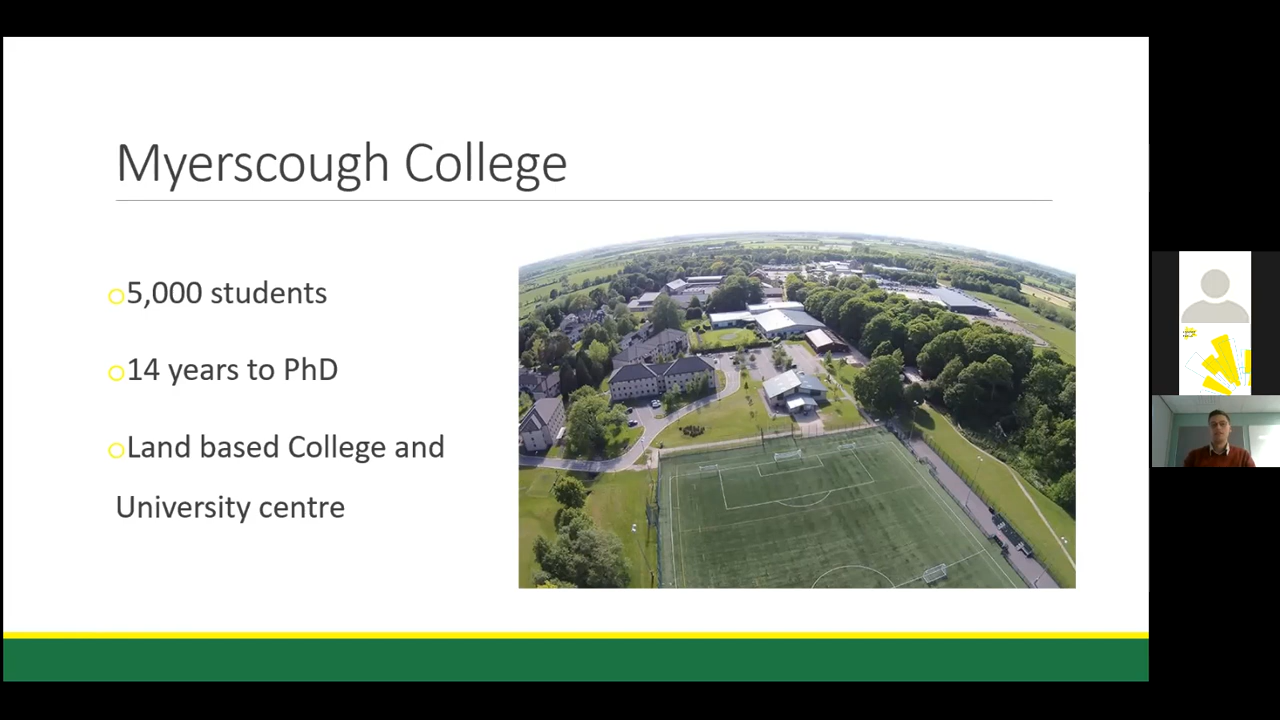 Myerscough College
5,000 students
14 years to PhD
Land based College and
University centre